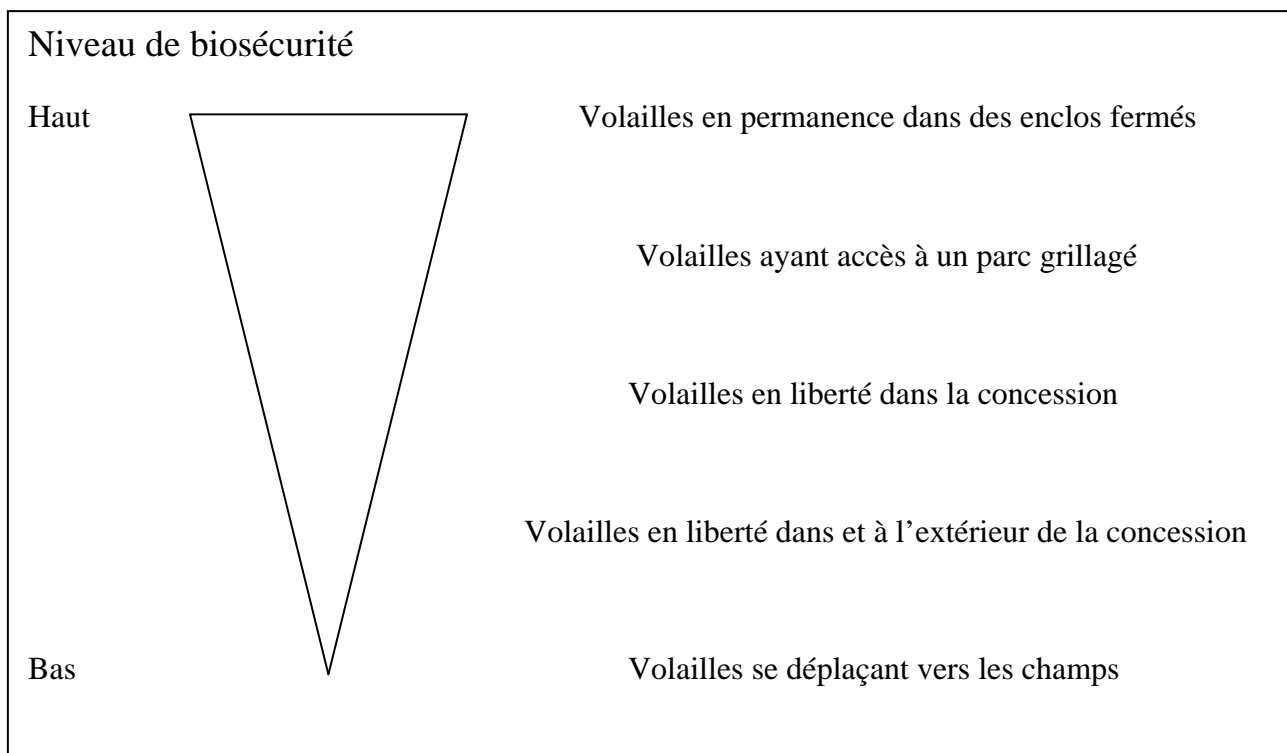 Niveau de biosécurité
Haut Volailles en permanence dans des enclos fermés
Volailles ayant accès à un parc grillagé
Volailles en liberté dans la concession
Volailles en liberté dans et à l’extérieur de la concession
Bas Volailles se déplaçant vers les champs